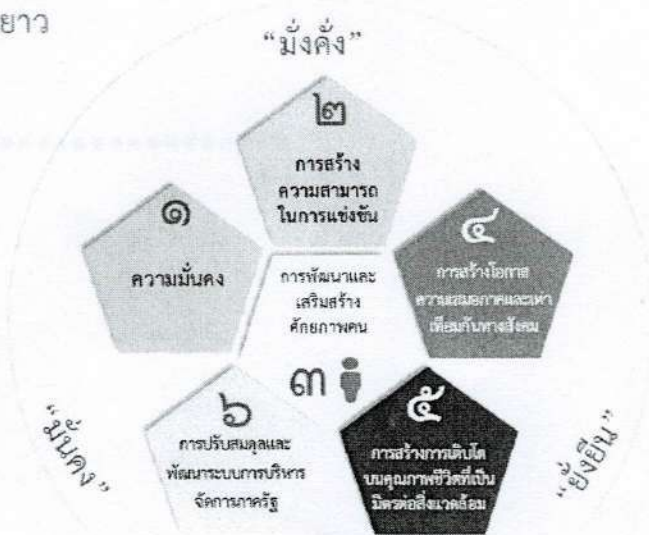 ยาว
“มั่งคั่ง”
๒
การสร้าง
ความสามารถ
ในการแข่งขัน
๑
ความมั่นคง
๔
การสร้างโอกาส
ความเสมอภาคและเท่า
เทียมกันทางสังคม
การพัฒนาและ
เสริมสร้าง
ศักยภาพคน
๓
๖
การปรับสมดุลและ
พัฒนาระบบการบริหาร
จัดการภาครัฐ
๕
การสร้างการเติบโต
บนคุณภาพชีวิตที่เป็น
มิตรต่อสิ่งแวดล้อม
“มั่นคง”
“ยั่งยืน”